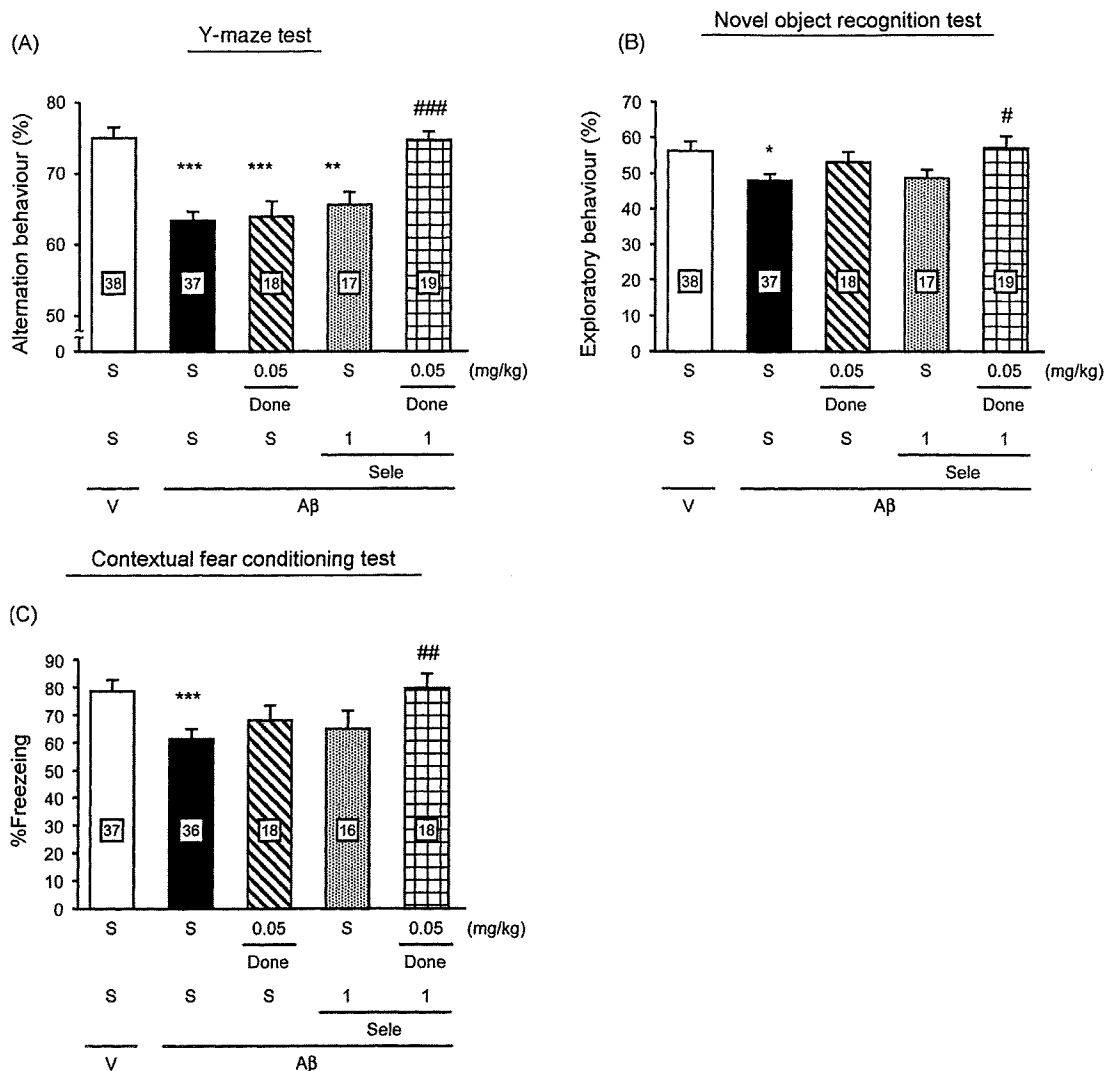 Y-maze test
(A)
Alternation behaviour (%)
80
70
60
50
0
***
***
**
###
38
37
18
17
19
S S 0.05 S 0.05 (mg/kg)
Done Done
S S S 1 1
Sele
V Aβ
Novel object recognition test
(B)
Exploratory behaviour (%)
70
60
50
40
30
20
10
0
*
#
38
37
18
17
19
S S 0.05 S 0.05 (mg/kg)
Done Done
S S S 1 1
Sele
V Aβ
Contextual fear conditioning test
(C)
%Freezeing
90
80
70
60
50
40
30
20
10
0
***
##
37
36
18
16
18
S S 0.05 S 0.05 (mg/kg)
Done Done
S S S 1 1
Sele
V Aβ